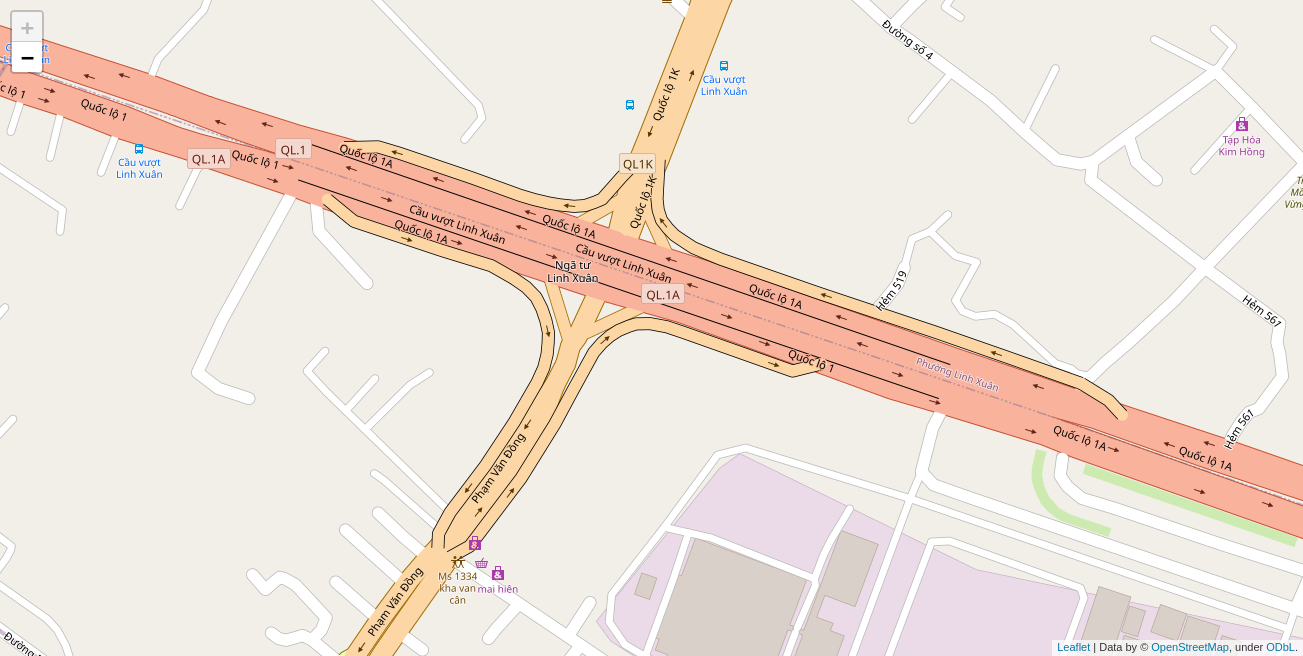 +
−
Quốc lộ 1
QL.1A
Quốc lộ 1
QL.1
Quốc lộ 1A
Cầu vượt
Linh Xuân
Quốc lộ 1K
QL1K
Quốc lộ 1K
Cầu vượt
Linh Xuân
Đường số 4
Tạp Hóa
Kim Hồng
Cầu vượt Linh Xuân
Quốc lộ 1A
Quốc lộ 1A
Cầu vượt Linh Xuân
Ngã tư
Linh Xuân
QL.1A
Quốc lộ 1A
Hẻm 519
Hẻm 561
Quốc lộ 1
Phường Linh Xuân
Hẻm 561
Quốc lộ 1A
Quốc lộ 1A
Phạm Văn Đồng
Ms 1334
kha van
cân
mai hiên
Phạm Văn Đồng
Leaflet | Data by © OpenStreetMap, under ODbL.